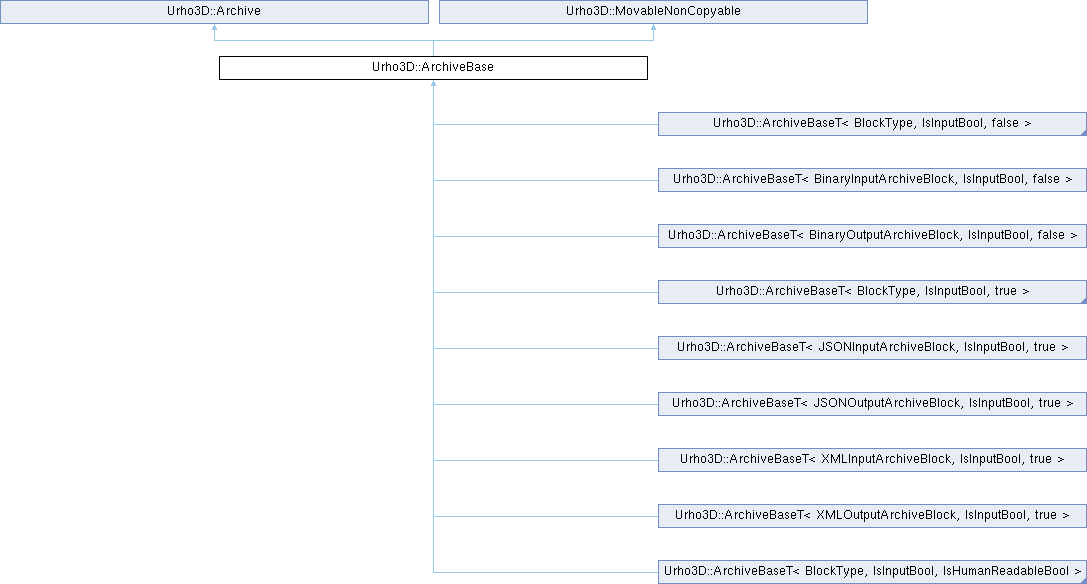 Urho3D::Archive
Urho3D::MovableNonCopyable
Urho3D::ArchiveBase
Urho3D::ArchiveBaseT< BlockType, IsInputBool, false >
Urho3D::ArchiveBaseT< BinaryInputArchiveBlock, IsInputBool, false >
Urho3D::ArchiveBaseT< BinaryOutputArchiveBlock, IsInputBool, false >
Urho3D::ArchiveBaseT< BlockType, IsInputBool, true >
Urho3D::ArchiveBaseT< JSONInputArchiveBlock, IsInputBool, true >
Urho3D::ArchiveBaseT< JSONOutputArchiveBlock, IsInputBool, true >
Urho3D::ArchiveBaseT< XMLInputArchiveBlock, IsInputBool, true >
Urho3D::ArchiveBaseT< XMLOutputArchiveBlock, IsInputBool, true >
Urho3D::ArchiveBaseT< BlockType, IsInputBool, IsHumanReadableBool >